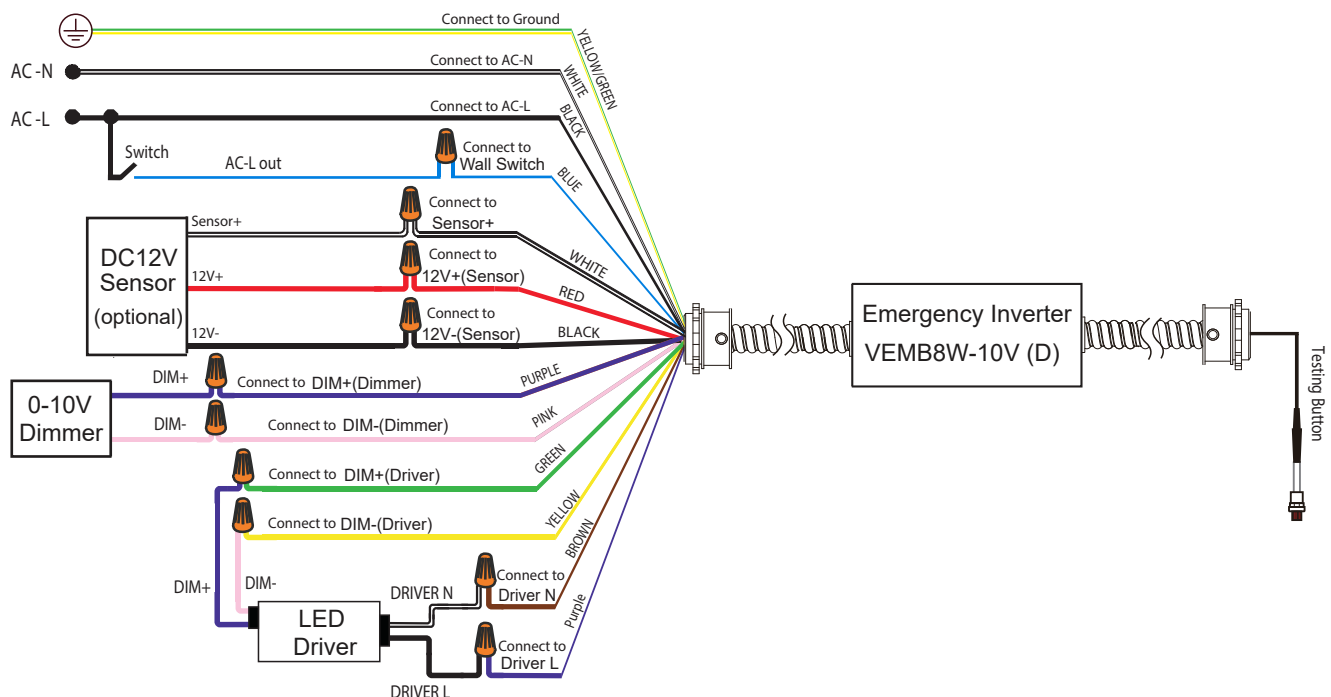 Connect to Ground
YELLOW/GREEN
AC -N
Connect to AC-N
WHITE
AC -L
Connect to AC-L
BLACK
Switch
AC-L out
Connect to
Wall Switch
BLUE
DC12V
Sensor
(optional)
Sensor+
Connect to
Sensor+
WHITE
12V+
Connect to
12V+(Sensor)
RED
12V-
Connect to
12V-(Sensor)
BLACK
Emergency Inverter
VEMB8W-10V (D)
Testing Button
0-10V
Dimmer
DIM+
Connect to DIM+(Dimmer)
PURPLE
DIM-
Connect to DIM-(Dimmer)
PINK
Connect to DIM+(Driver)
GREEN
Connect to DIM-(Driver)
YELLOW
DIM+
DIM-
LED
Driver
DRIVER N
Connect to
Driver N
BROWN
DRIVER L
Connect to
Driver L
Purple